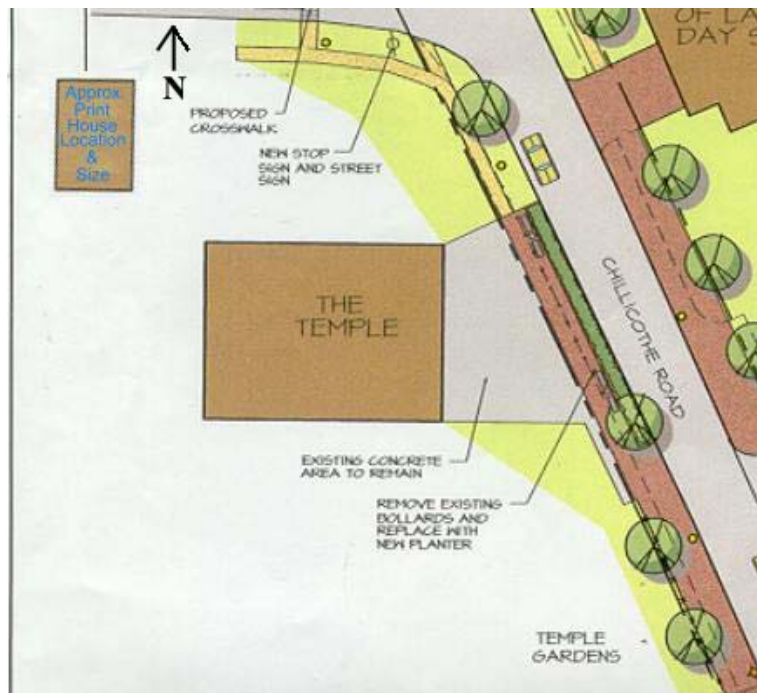 OF LA
DAY S
Approx.
Print
House
Location
&
Size
N
PROPOSED
CROSSWALK
NEW STOP
SIGN AND STREET
SIGN
THE
TEMPLE
CHILLICOTHE ROAD
EXISTING CONCRETE
AREA TO REMAIN
REMOVE EXISTING
BOLLARDS AND
REPLACE WITH
NEW PLANTER
TEMPLE
GARDENS